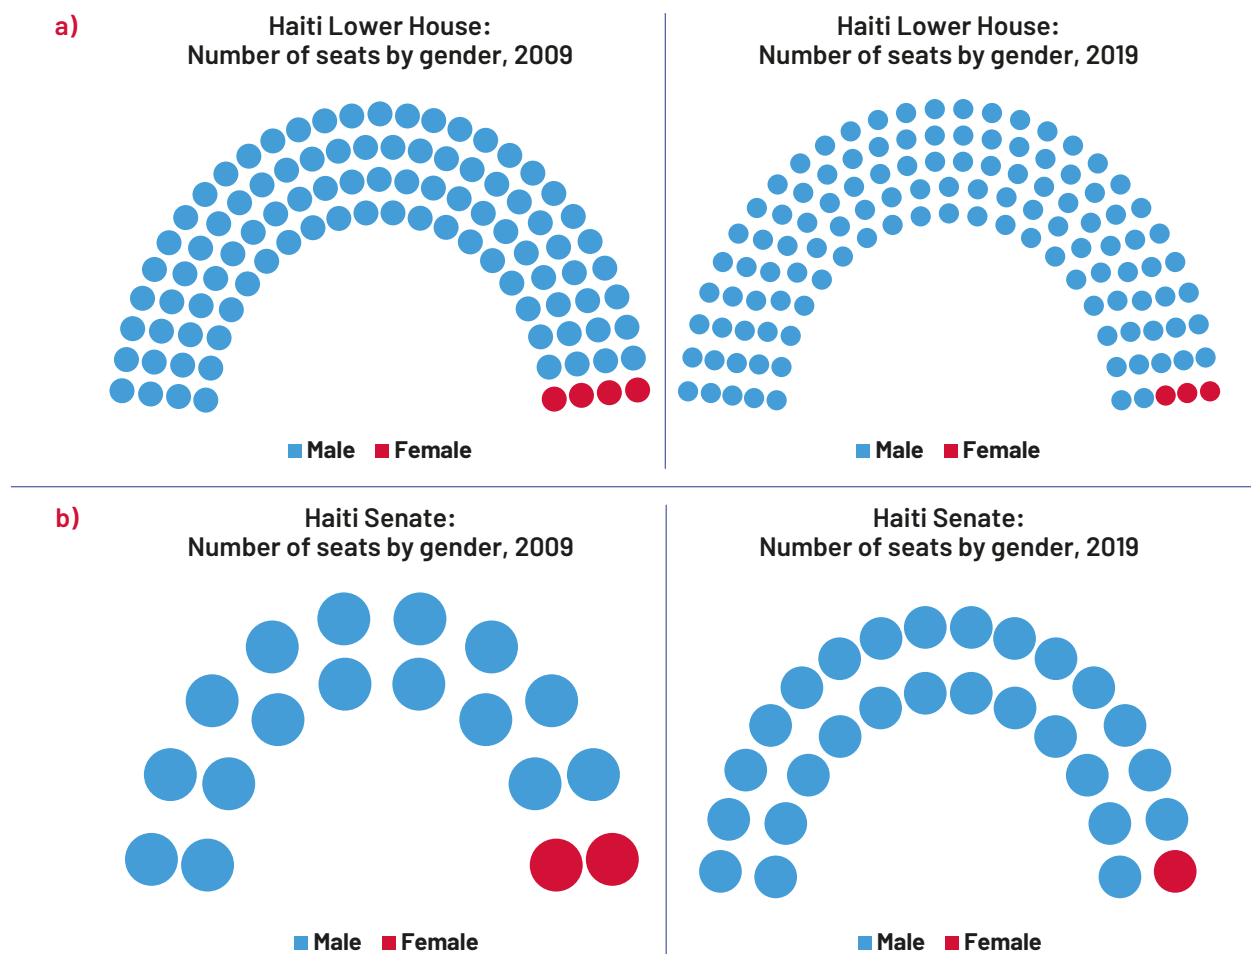 a)
Haiti Lower House:
Number of seats by gender, 2009
Male
Female
Haiti Lower House:
Number of seats by gender, 2019
Male
Female
b)
Haiti Senate:
Number of seats by gender, 2009
Male
Female
Haiti Senate:
Number of seats by gender, 2019
Male
Female